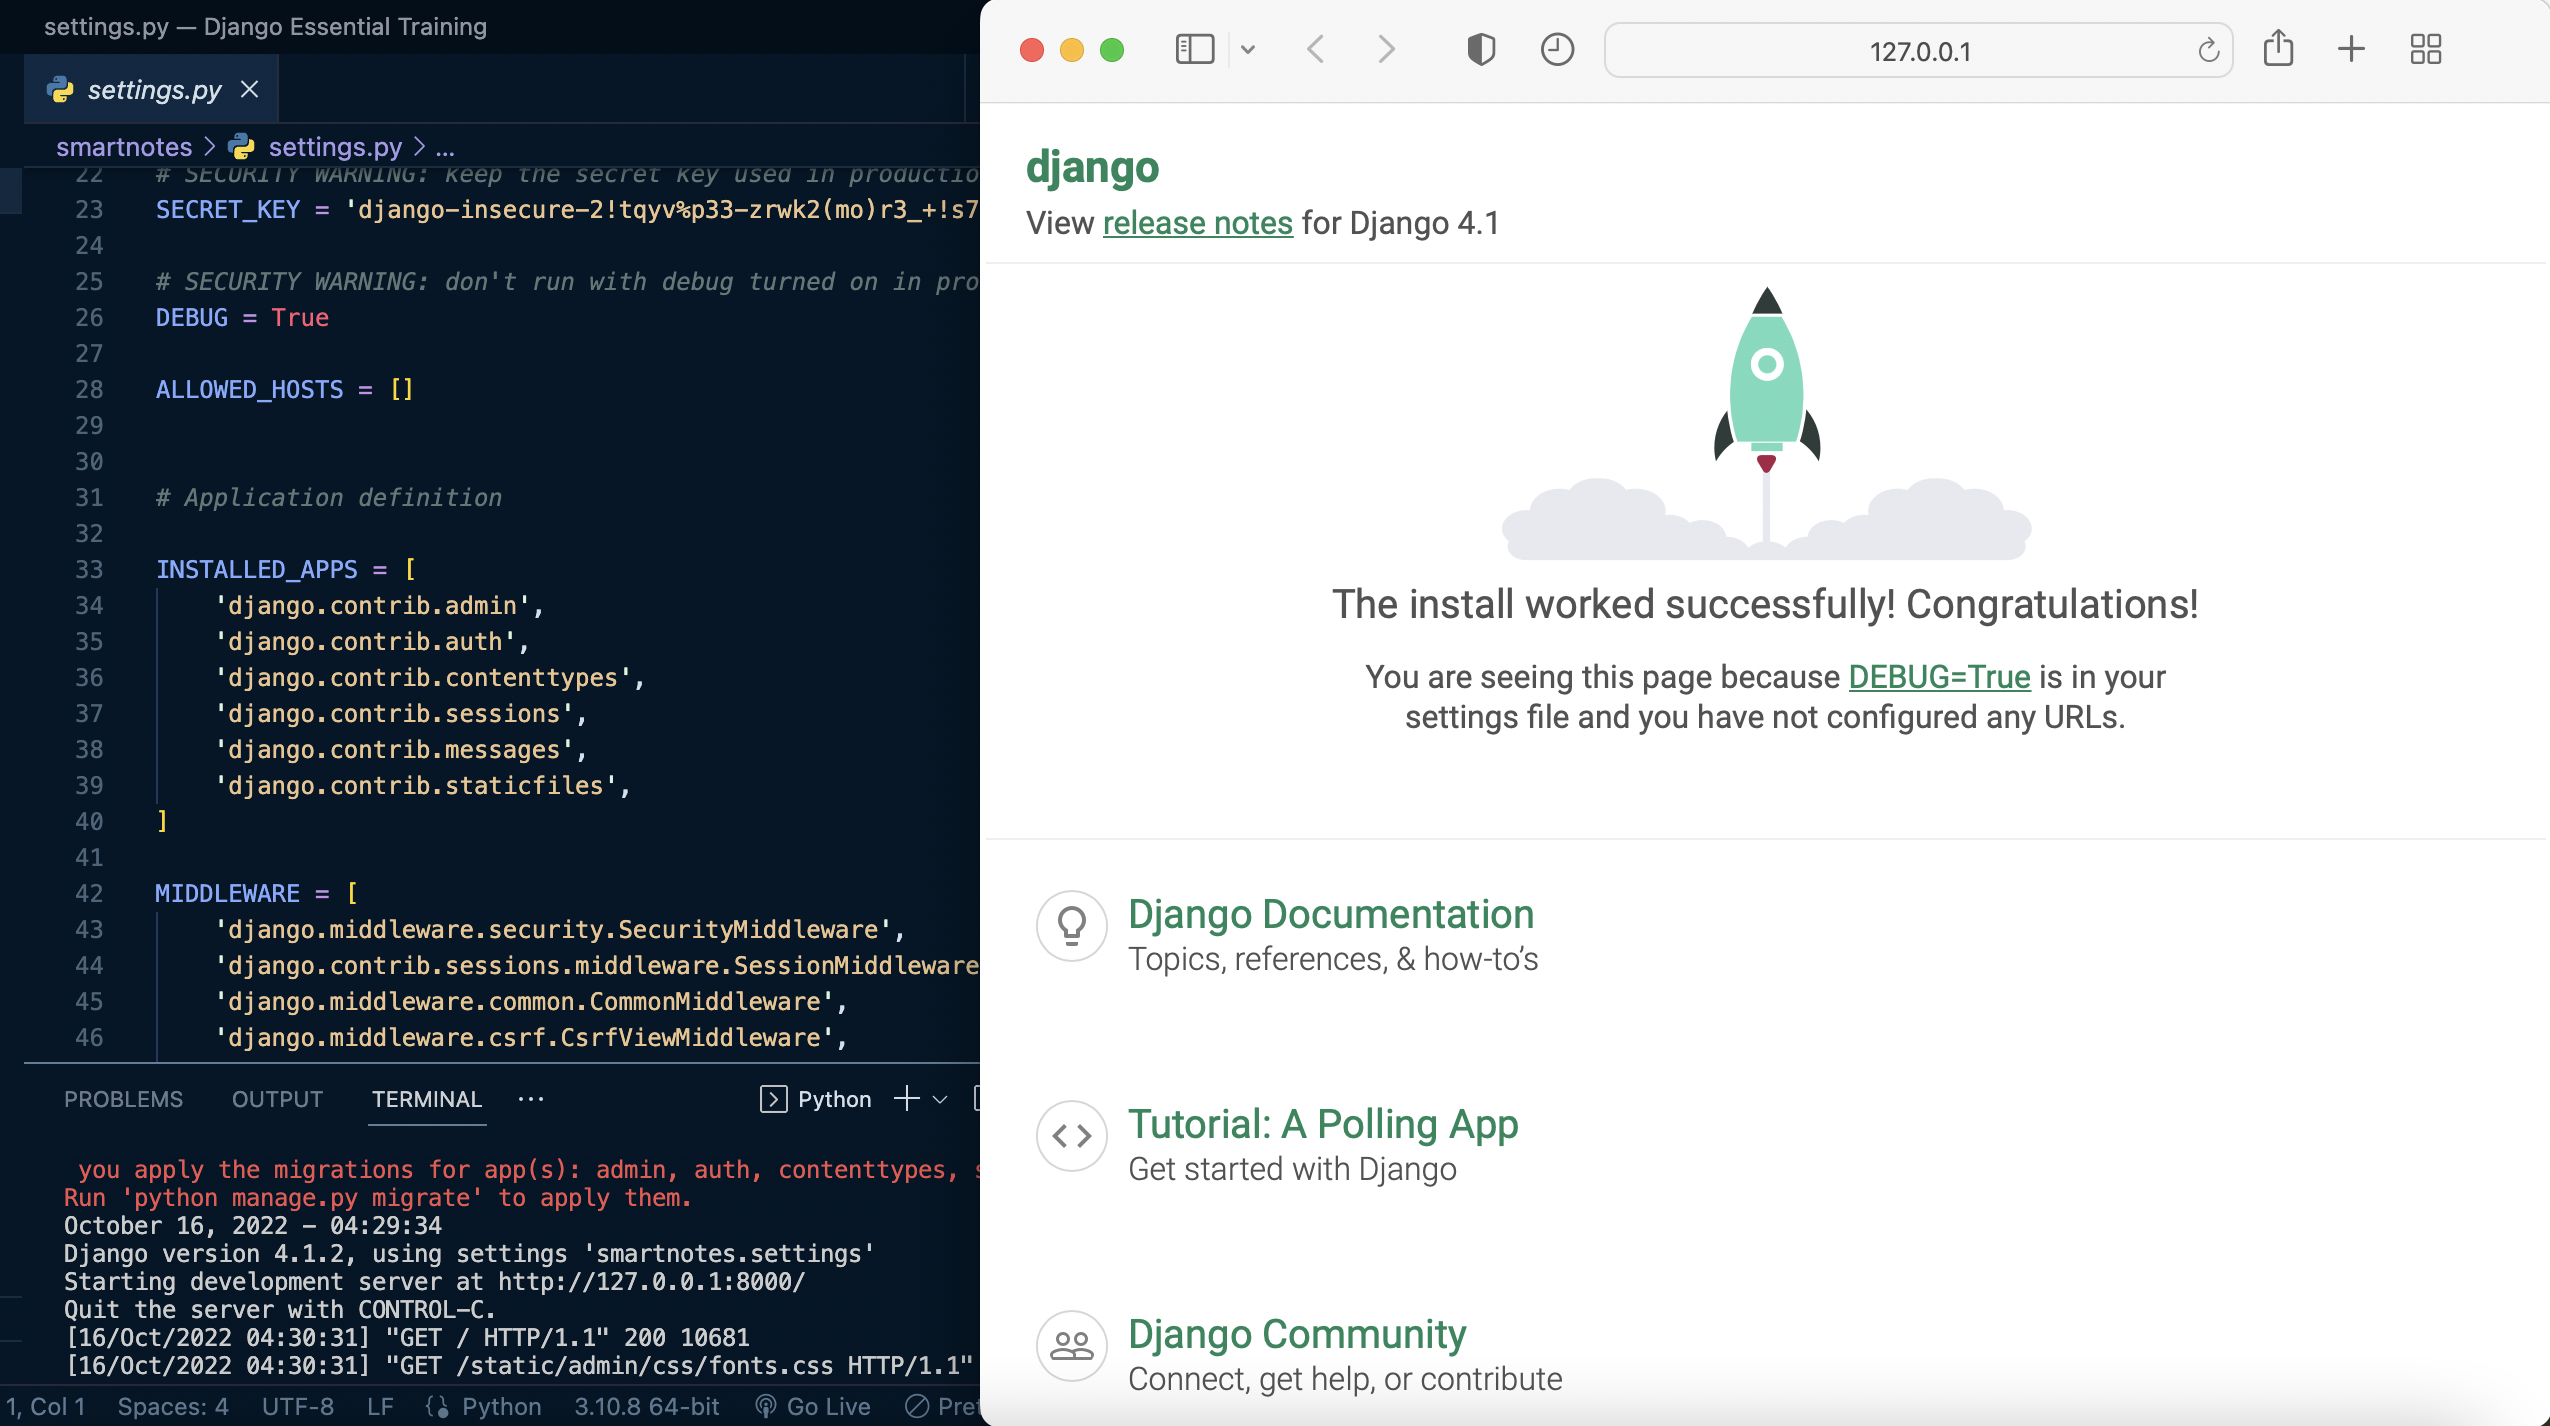 settings.py — Django Essential Training
settings.py
smartnotes > settings.py > ...
22 # SECURITY WARNING: keep the secret key used in productio
23 SECRET_KEY = 'django-insecure-2!tqyv%p33-zrwk2(mo)r3_+!s7
24
25 # SECURITY WARNING: don't run with debug turned on in pro
26 DEBUG = True
27
28 ALLOWED_HOSTS = []
29
30
31 # Application definition
32
33 INSTALLED_APPS = [
34 'django.contrib.admin',
35 'django.contrib.auth',
36 'django.contrib.contenttypes',
37 'django.contrib.sessions',
38 'django.contrib.messages',
39 'django.contrib.staticfiles',
40 ]
41
42 MIDDLEWARE = [
43 'django.middleware.security.SecurityMiddleware',
44 'django.contrib.sessions.middleware.SessionMiddleware
45 'django.middleware.common.CommonMiddleware',
46 'django.middleware.csrf.CsrfViewMiddleware',
PROBLEMS OUTPUT TERMINAL ··· Python
you apply the migrations for app(s): admin, auth, contenttypes, s
Run 'python manage.py migrate' to apply them.
October 16, 2022 - 04:29:34
Django version 4.1.2, using settings 'smartnotes.settings'
Starting development server at http://127.0.0.1:8000/
Quit the server with CONTROL-C.
[16/Oct/2022 04:30:31] "GET / HTTP/1.1" 200 10681
[16/Oct/2022 04:30:31] "GET /static/admin/css/fonts.css HTTP/1.1"
1, Col 1 Spaces: 4 UTF-8 LF Python 3.10.8 64-bit Go Live Pret
127.0.0.1
django
View release notes for Django 4.1
The install worked successfully! Congratulations!
You are seeing this page because DEBUG=True is in your
settings file and you have not configured any URLs.
Django Documentation
Topics, references, & how-to’s
Tutorial: A Polling App
Get started with Django
Django Community
Connect, get help, or contribute